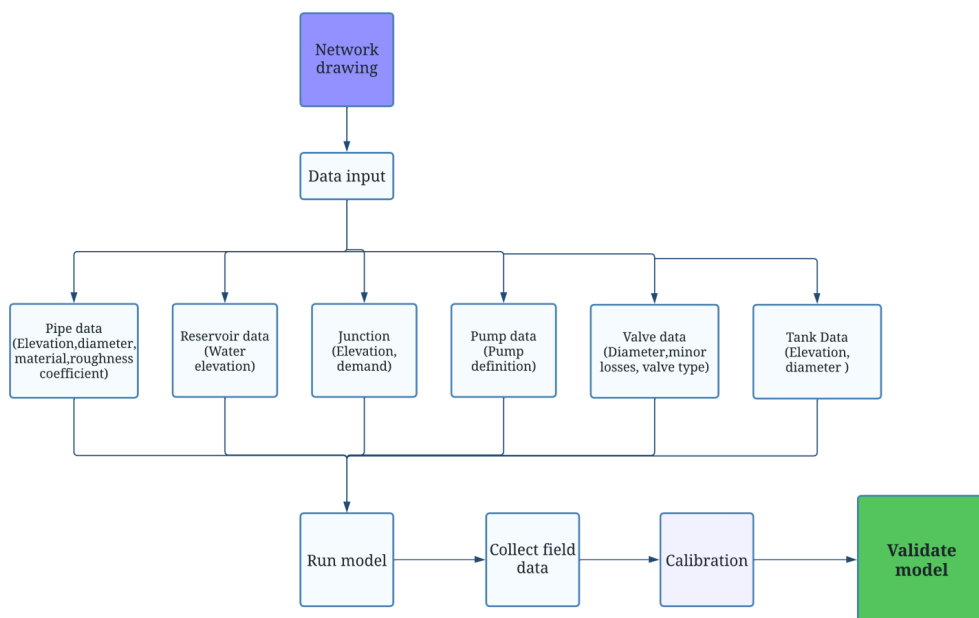 Network
drawing
Data input
Pipe data
(Elevation,diameter,
material,roughness
coefficient)
Reservoir data
(Water
elevation)
Junction
(Elevation,
demand)
Pump data
(Pump
definition)
Valve data
(Diameter,minor
losses, valve type)
Tank Data
(Elevation,
diameter )
Run model
Collect field
data
Calibration
Validate
model